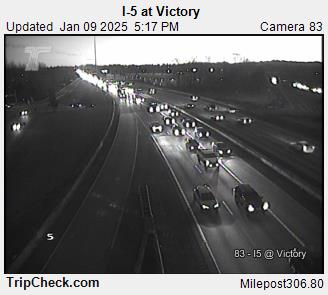 I-5 at Victory
Updated Jan 09 2025 5:17 PM Camera 83
T
S
83 - I5 @ Victory
TripCheck.com Milepost306.80